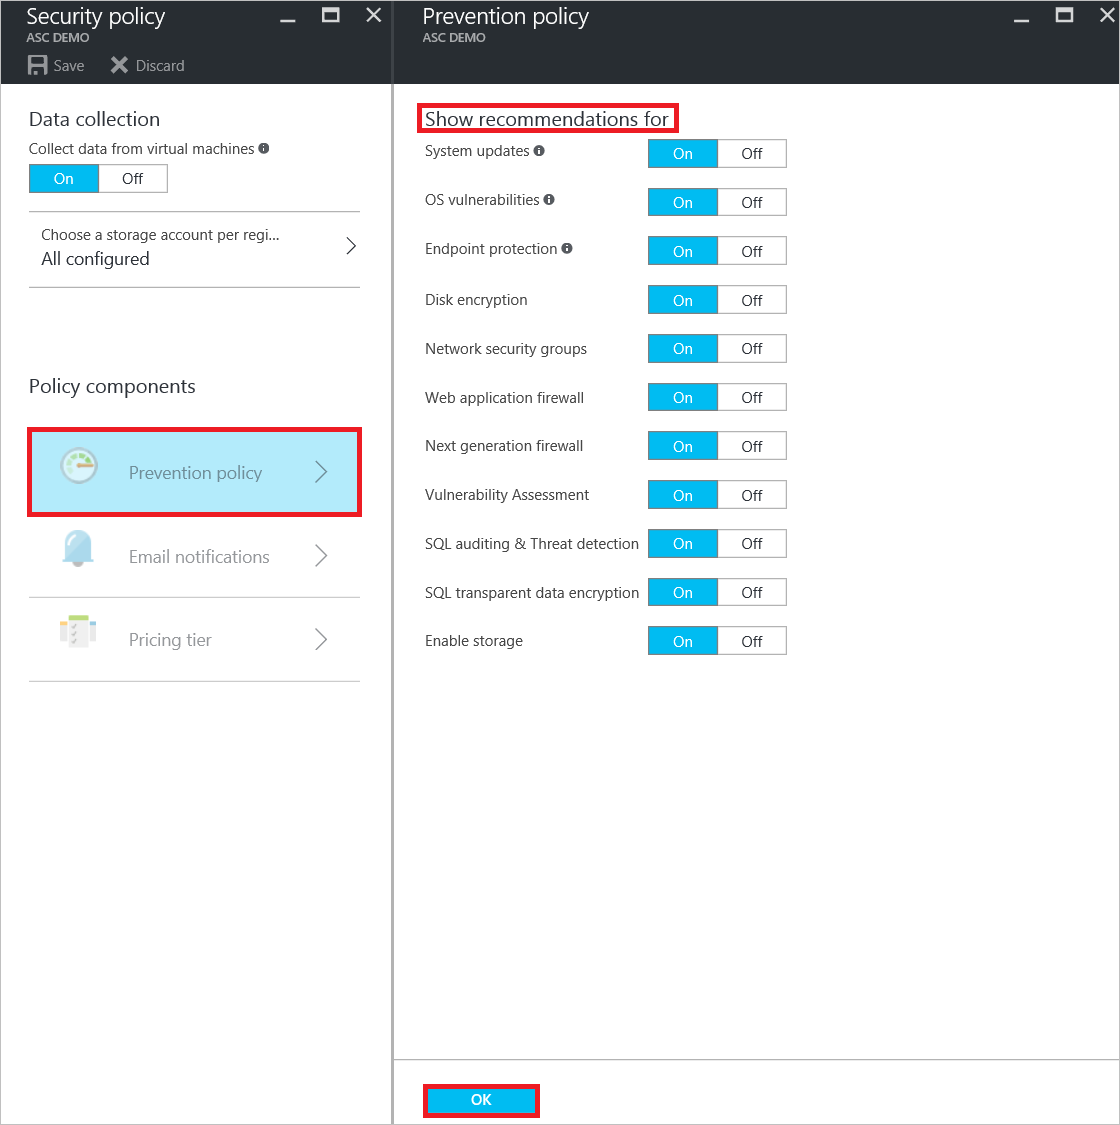 Security policy
ASC DEMO
Save Discard
Data collection
Collect data from virtual machines
On Off
Choose a storage account per regi...
All configured
Policy components
Prevention policy
Email notifications
Pricing tier
Prevention policy
ASC DEMO
Show recommendations for
System updates On Off
OS vulnerabilities On Off
Endpoint protection On Off
Disk encryption On Off
Network security groups On Off
Web application firewall On Off
Next generation firewall On Off
Vulnerability Assessment On Off
SQL auditing & Threat detection On Off
SQL transparent data encryption On Off
Enable storage On Off
OK